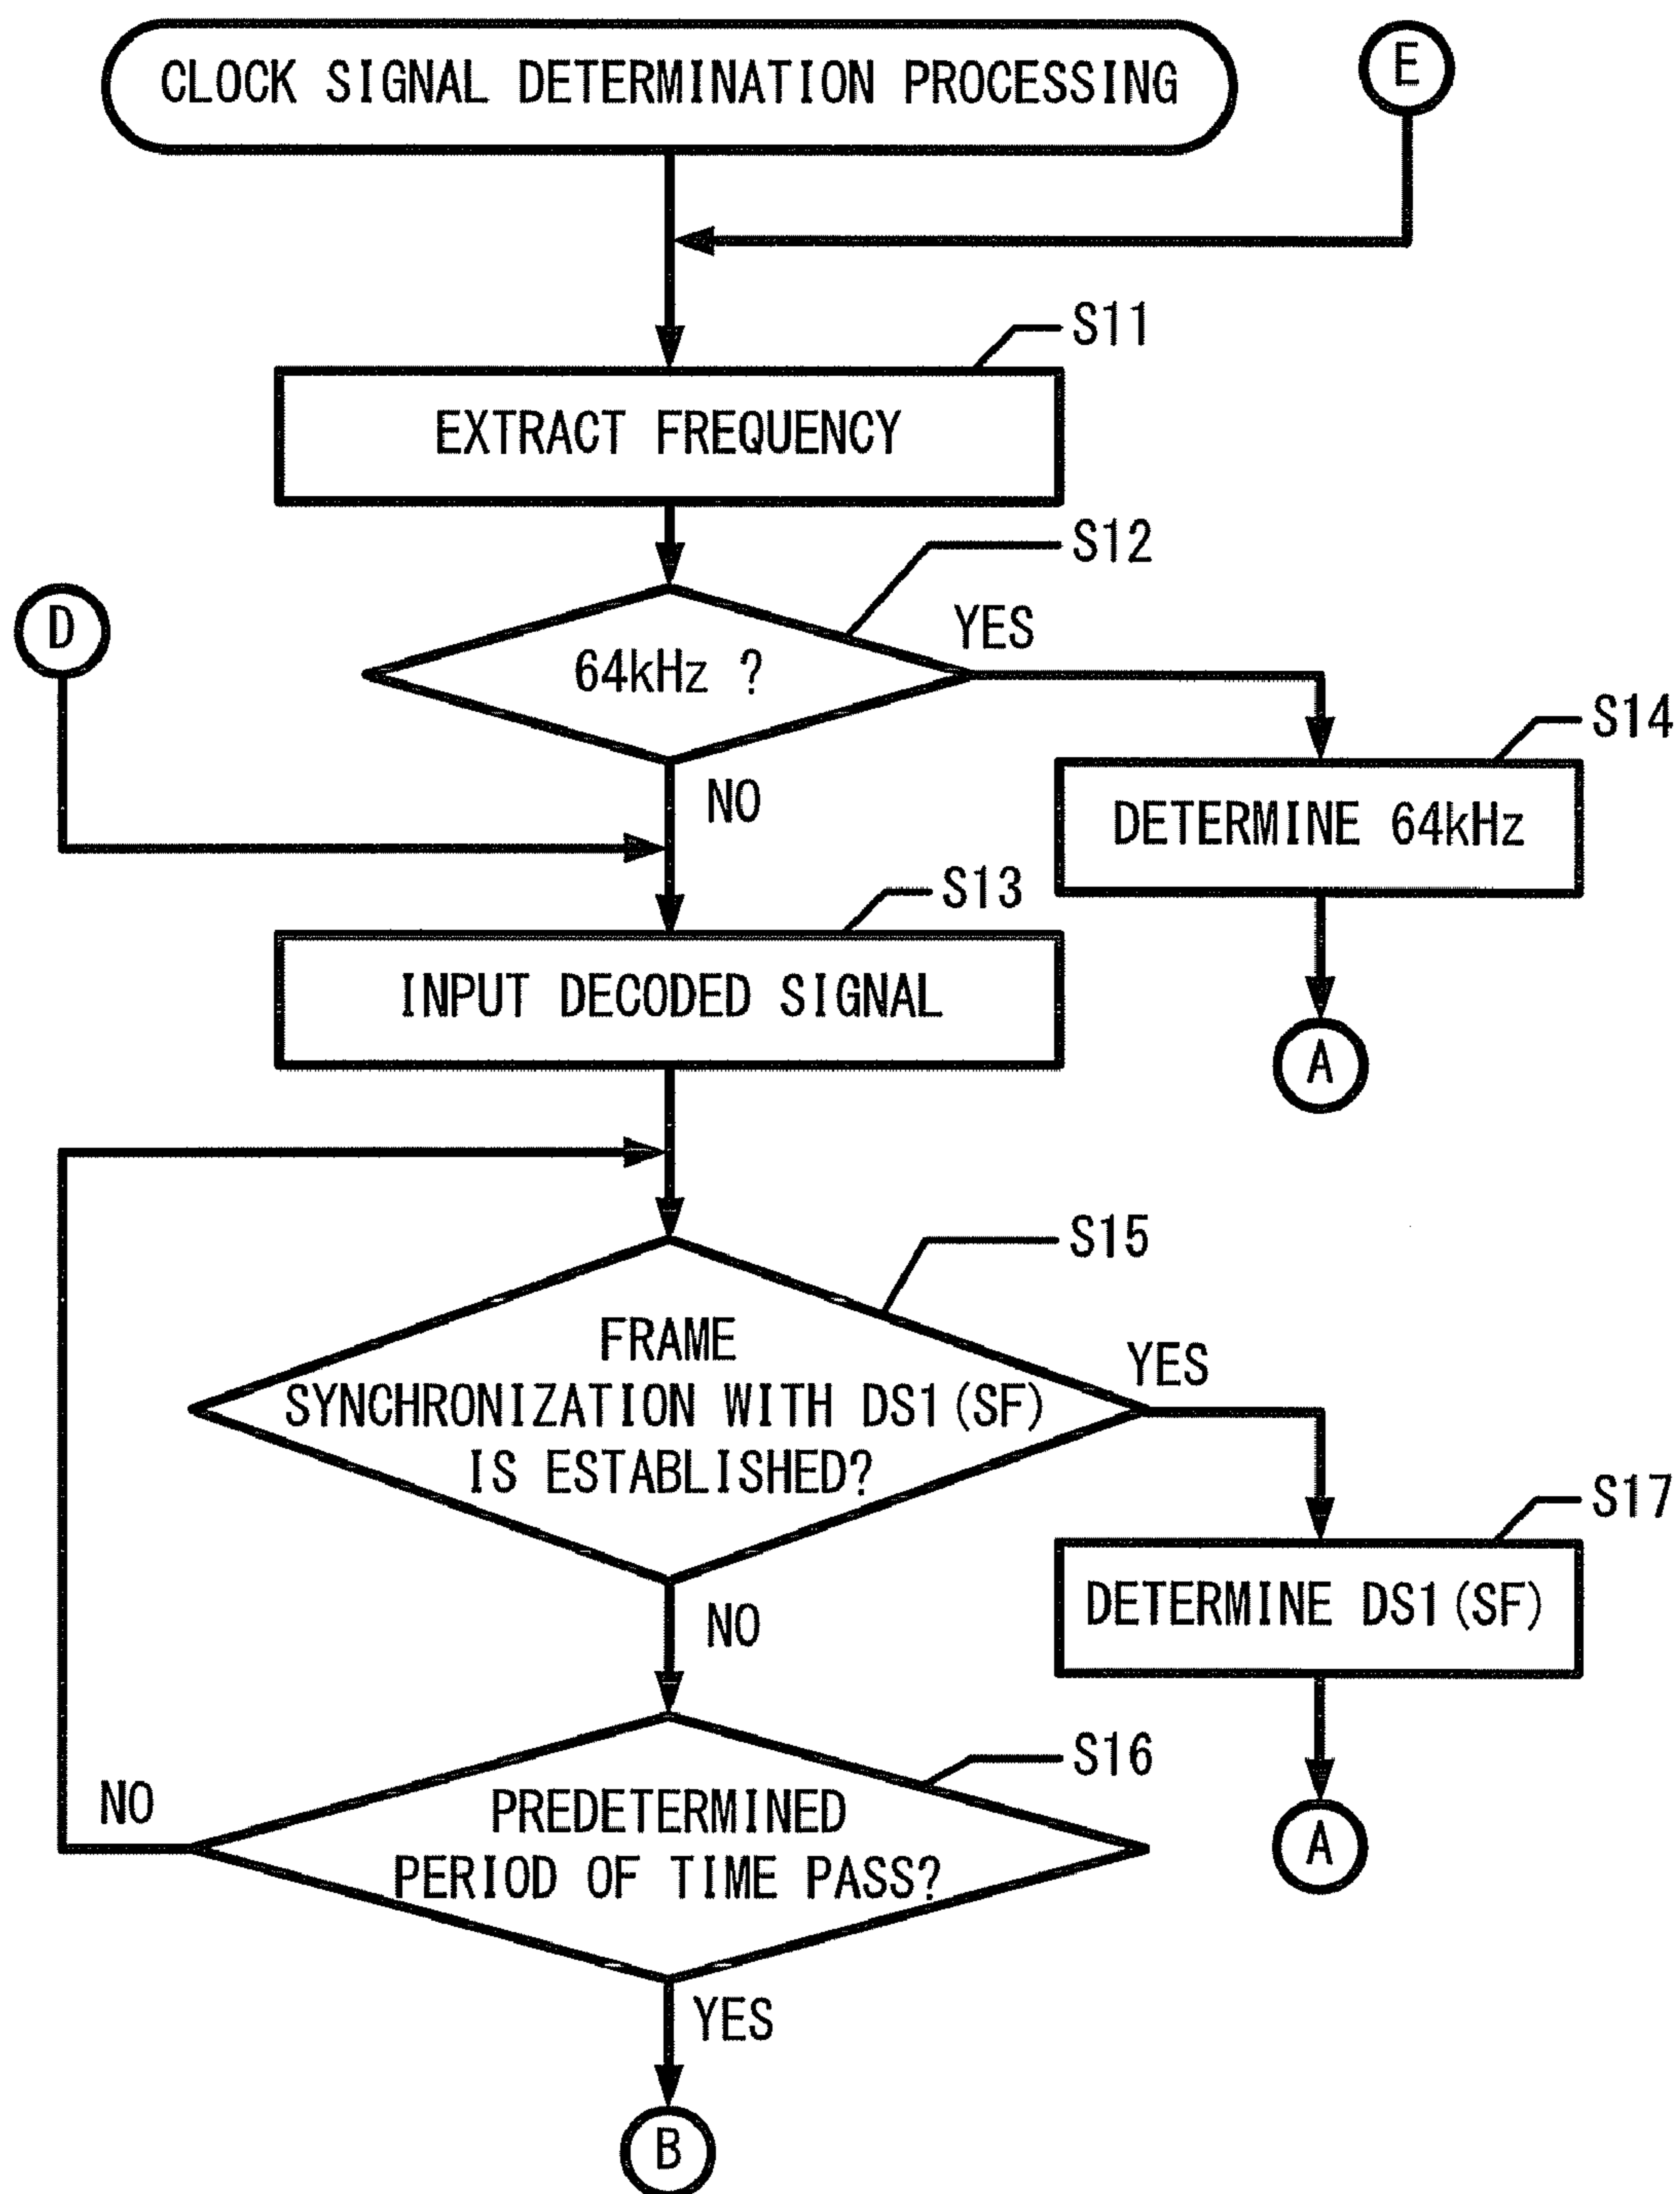 CLOCK SIGNAL DETERMINATION PROCESSING
E
S11
EXTRACT FREQUENCY
S12
D
64kHz ?
YES
NO
S14
DETERMINE 64kHz
S13
INPUT DECODED SIGNAL
A
S15
FRAME
SYNCHRONIZATION WITH DS1(SF)
IS ESTABLISHED?
YES
NO
S17
DETERMINE DS1(SF)
S16
PREDETERMINED
PERIOD OF TIME PASS?
NO
A
YES
B